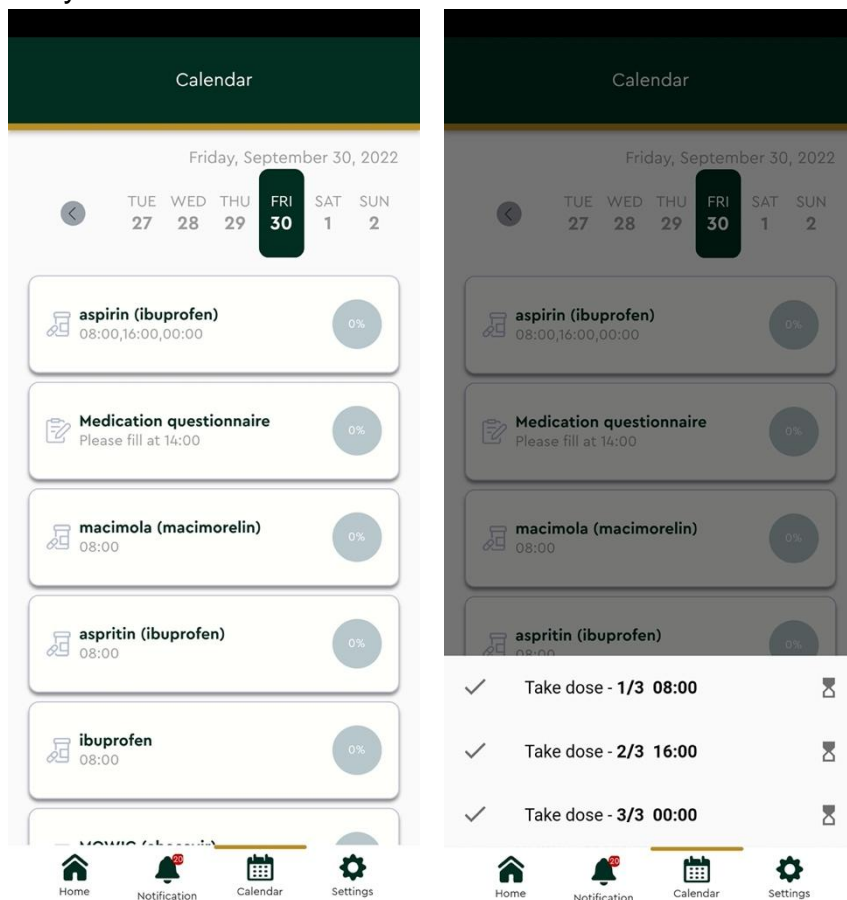 Calendar
Friday, September 30, 2022
TUE WED THU FRI SAT SUN
27 28 29 30 1 2
aspirin (ibuprofen)
08:00,16:00,00:00
0%
Medication questionnaire
Please fill at 14:00
0%
macimola (macimorelin)
08:00
0%
aspritin (ibuprofen)
08:00
0%
ibuprofen
08:00
0%
20
Home Notification Calendar Settings
Calendar
Friday, September 30, 2022
TUE WED THU FRI SAT SUN
27 28 29 30 1 2
aspirin (ibuprofen)
08:00,16:00,00:00
0%
Medication questionnaire
Please fill at 14:00
0%
macimola (macimorelin)
08:00
0%
aspritin (ibuprofen)
08:00
0%
Take dose - 1/3 08:00
Take dose - 2/3 16:00
Take dose - 3/3 00:00
20
Home Notification Calendar Settings